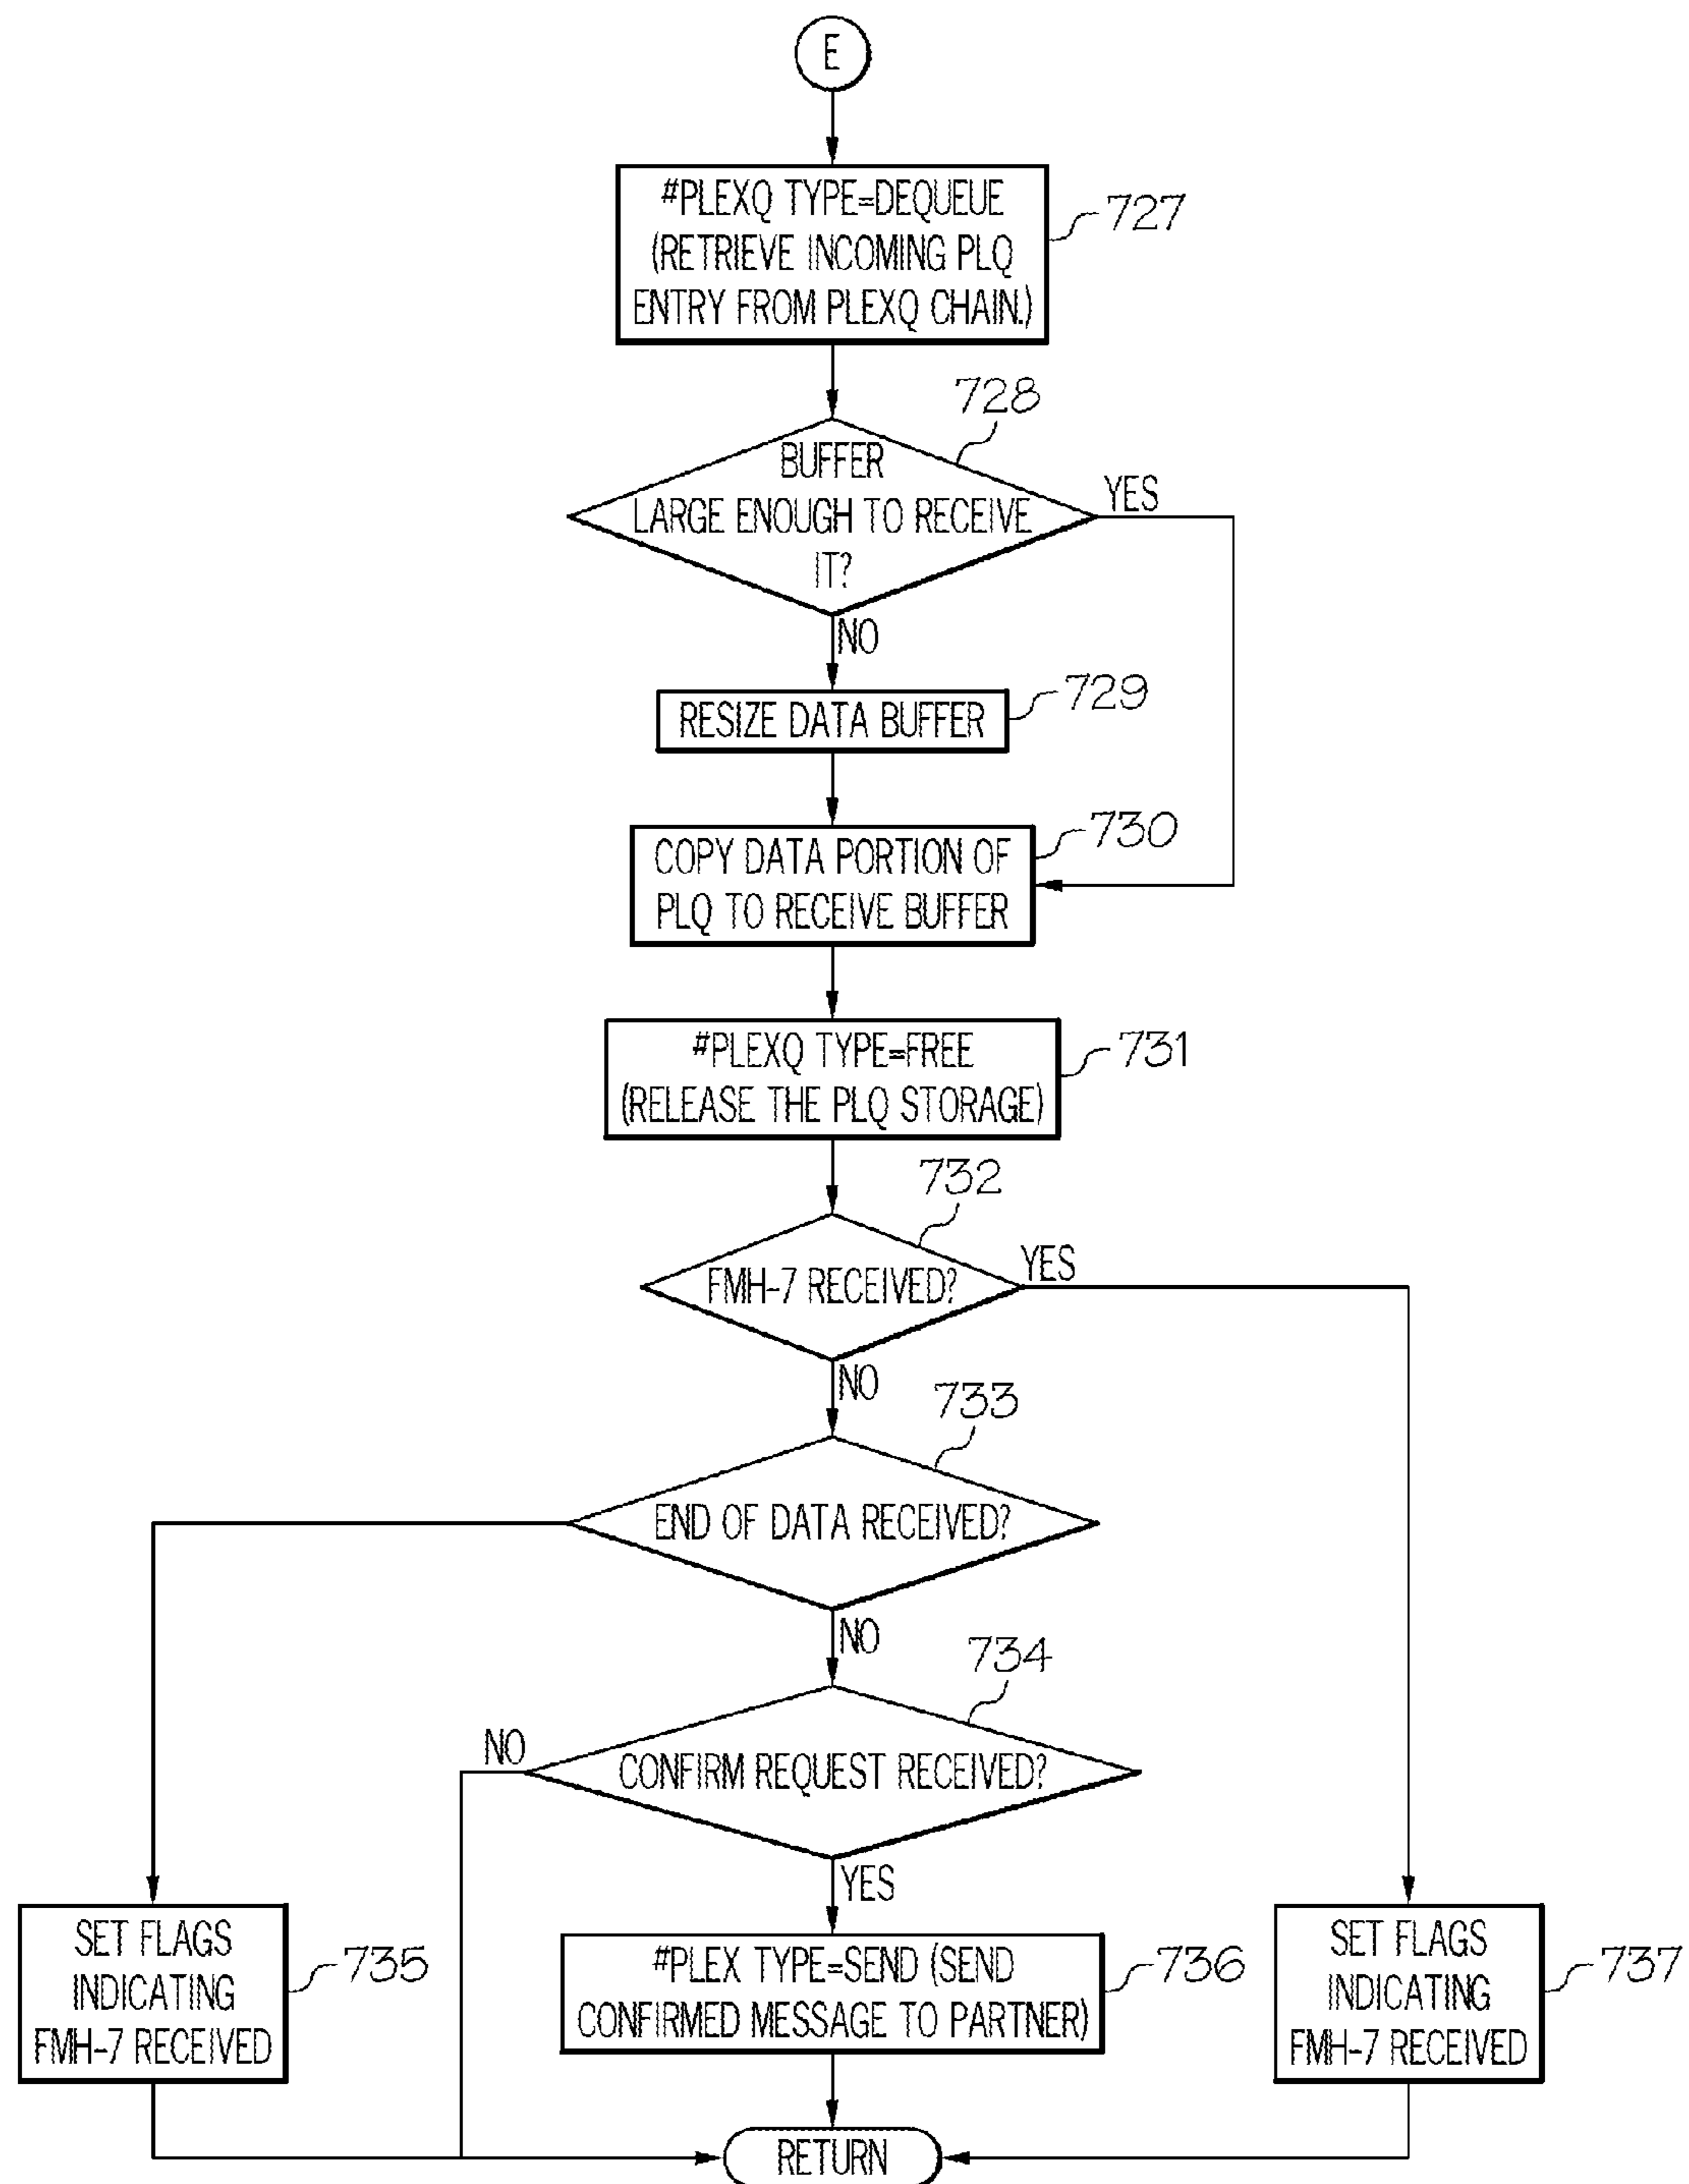 E
#PLEXQ TYPE=DEQUEUE
(RETRIEVE INCOMING PLQ
ENTRY FROM PLEXQ CHAIN.)
727
728
BUFFER
LARGE ENOUGH TO RECEIVE
IT?
YES
NO
RESIZE DATA BUFFER
729
COPY DATA PORTION OF
PLQ TO RECEIVE BUFFER
730
#PLEXQ TYPE=FREE
(RELEASE THE PLQ STORAGE)
731
732
FMH-7 RECEIVED?
YES
NO
733
END OF DATA RECEIVED?
NO
734
NO
CONFIRM REQUEST RECEIVED?
YES
SET FLAGS
INDICATING
FMH-7 RECEIVED
735
#PLEX TYPE=SEND (SEND
CONFIRMED MESSAGE TO PARTNER)
736
SET FLAGS
INDICATING
FMH-7 RECEIVED
737
RETURN